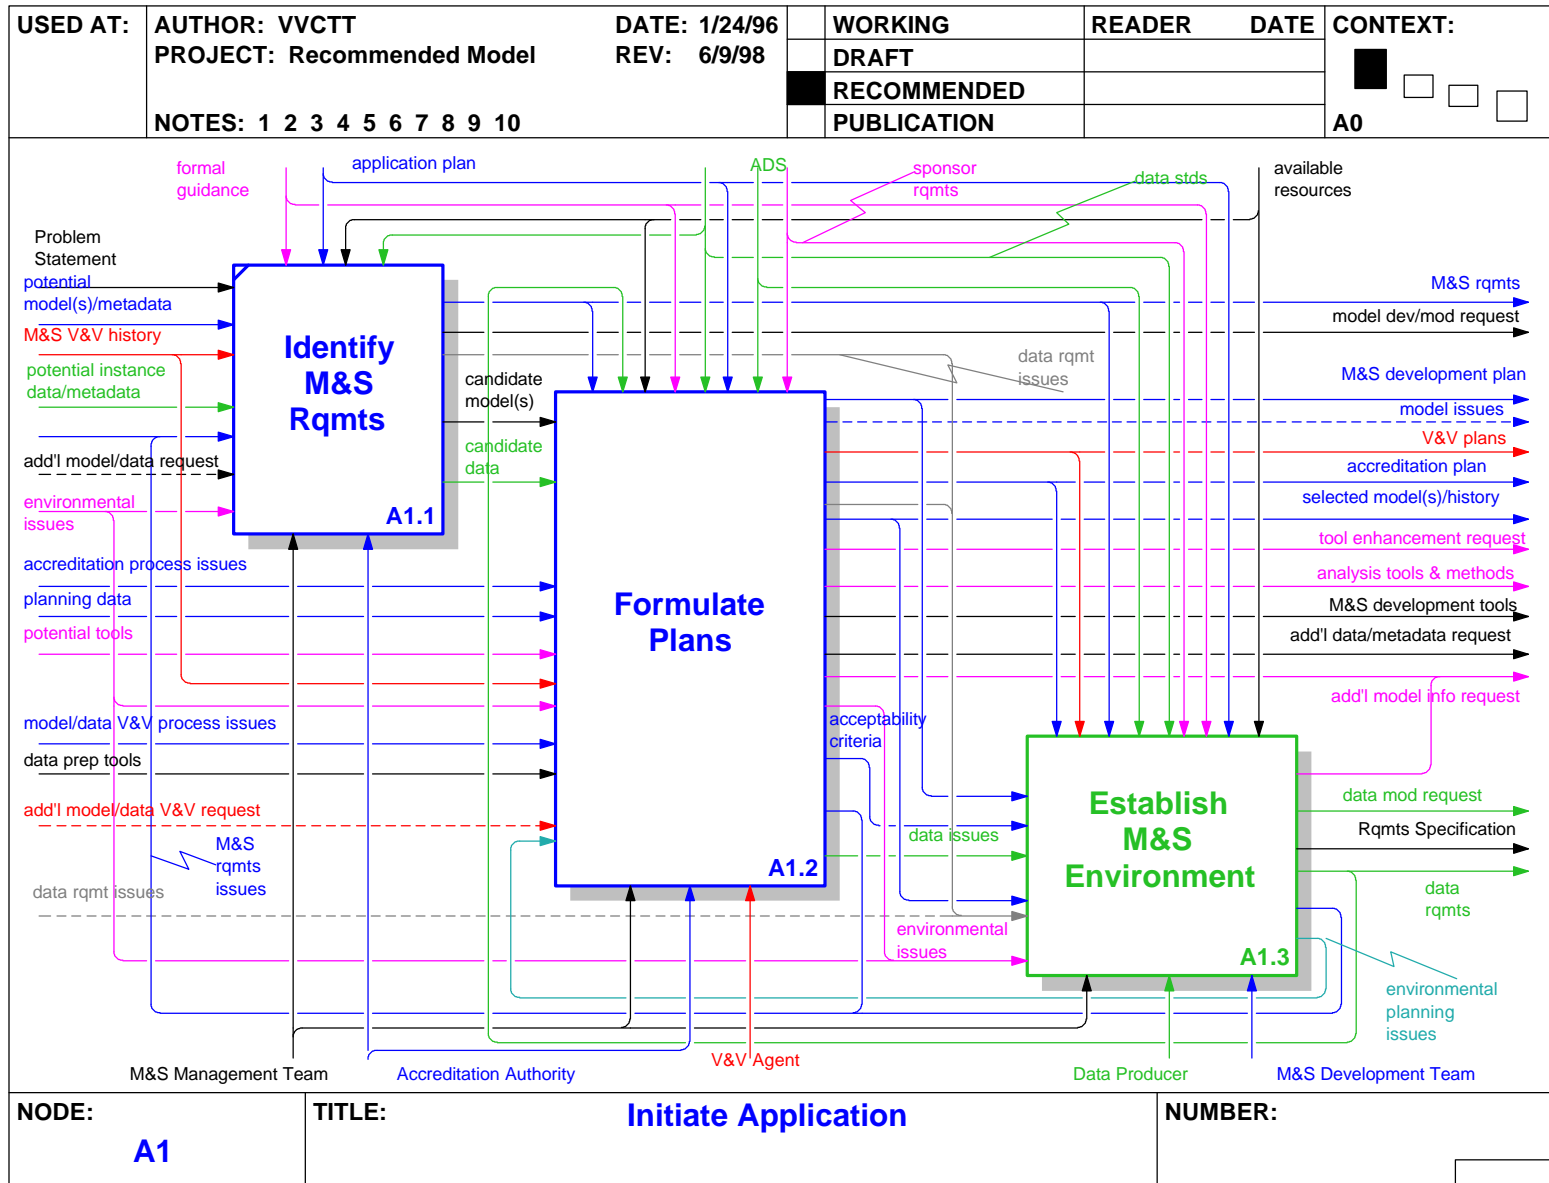 USED AT:
AUTHOR: VVCTT
DATE: 1/24/96
PROJECT: Recommended Model
REV: 6/9/98
NOTES: 1 2 3 4 5 6 7 8 9 10
WORKING
DRAFT
RECOMMENDED
PUBLICATION
READER DATE
CONTEXT:
A0
formal
guidance
application plan
ADS
sponsor
rqmts
data stds
available
resources
Problem
Statement
potential
model(s)/metadata
M&S V&V history
potential instance
data/metadata
add'l model/data request
environmental
issues
accreditation process issues
planning data
potential tools
model/data V&V process issues
data prep tools
add'l model/data V&V request
M&S
rqmts
issues
data rqmt issues
Identify
M&S
Rqmts
A1.1
candidate
model(s)
candidate
data
Formulate
Plans
A1.2
data rqmt
issues
acceptability
criteria
data issues
environmental
issues
Establish
M&S
Environment
A1.3
M&S rqmts
model dev/mod request
M&S development plan
model issues
V&V plans
accreditation plan
selected model(s)/history
tool enhancement request
analysis tools & methods
M&S development tools
add'l data/metadata request
add'l model info request
data mod request
Rqmts Specification
data
rqmts
environmental
planning
issues
M&S Management Team
Accreditation Authority
V&V Agent
Data Producer
M&S Development Team
NODE:
A1
TITLE:
Initiate Application
NUMBER: